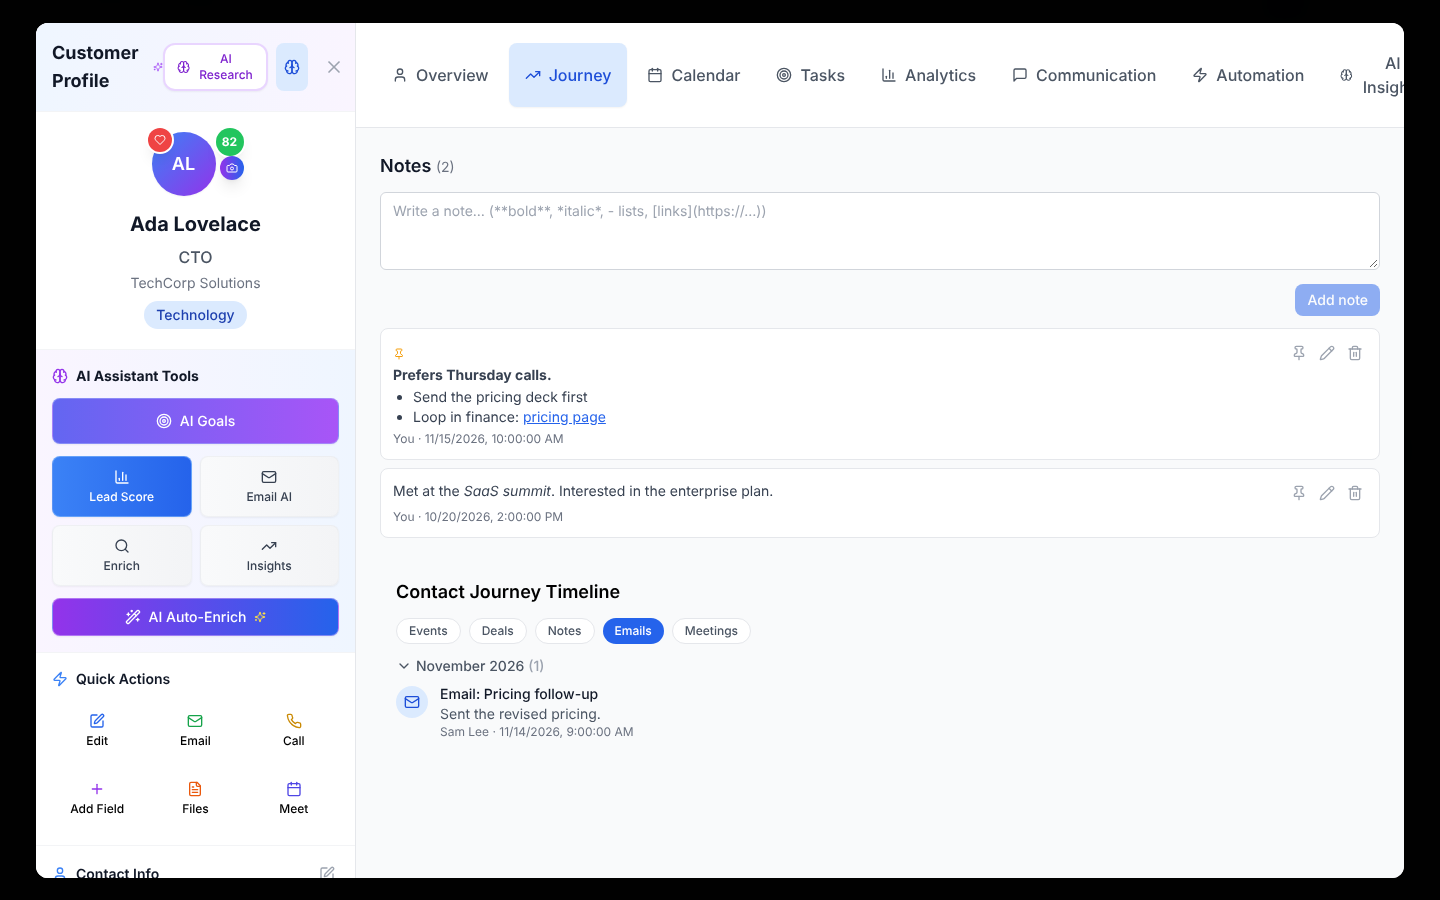 Customer Profile
AI Research
AL
82
Ada Lovelace
CTO
TechCorp Solutions
Technology
AI Assistant Tools
AI Goals
Lead Score
Email AI
Enrich
Insights
AI Auto-Enrich
Quick Actions
Edit
Email
Call
Add Field
Files
Meet
Contact Info
Overview
Journey
Calendar
Tasks
Analytics
Communication
Automation
AI
Insigh
Notes (2)
Write a note... (**bold**, *italic*, - lists, [links](https://...))
Add note
Prefers Thursday calls.
• Send the pricing deck first
• Loop in finance: pricing page
You · 11/15/2026, 10:00:00 AM
Met at the SaaS summit. Interested in the enterprise plan.
You · 10/20/2026, 2:00:00 PM
Contact Journey Timeline
Events
Deals
Notes
Emails
Meetings
November 2026 (1)
Email: Pricing follow-up
Sent the revised pricing.
Sam Lee · 11/14/2026, 9:00:00 AM